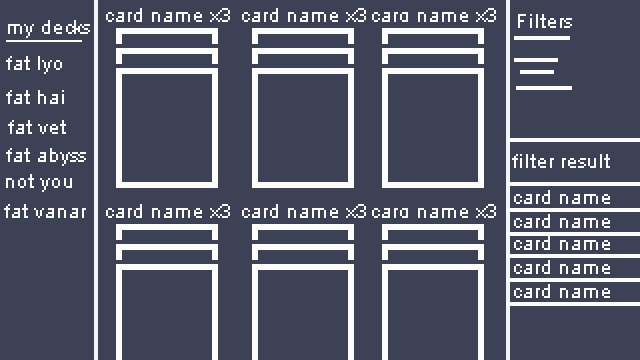 my decks
fat lyo
fat hai
fat vet
fat abyss
not you
fat vanar
card name x3
card name x3
card name x3
card name x3
card name x3
card name x3
Filters
filter result
card name
card name
card name
card name
card name